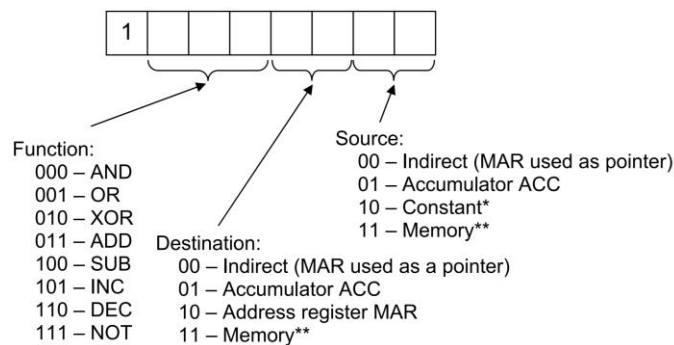 1
Function:
000 – AND
001 – OR
010 – XOR
011 – ADD
100 – SUB
101 – INC
110 – DEC
111 – NOT
Destination:
00 – Indirect (MAR used as a pointer)
01 – Accumulator ACC
10 – Address register MAR
11 – Memory**
Source:
00 – Indirect (MAR used as pointer)
01 – Accumulator ACC
10 – Constant*
11 – Memory**